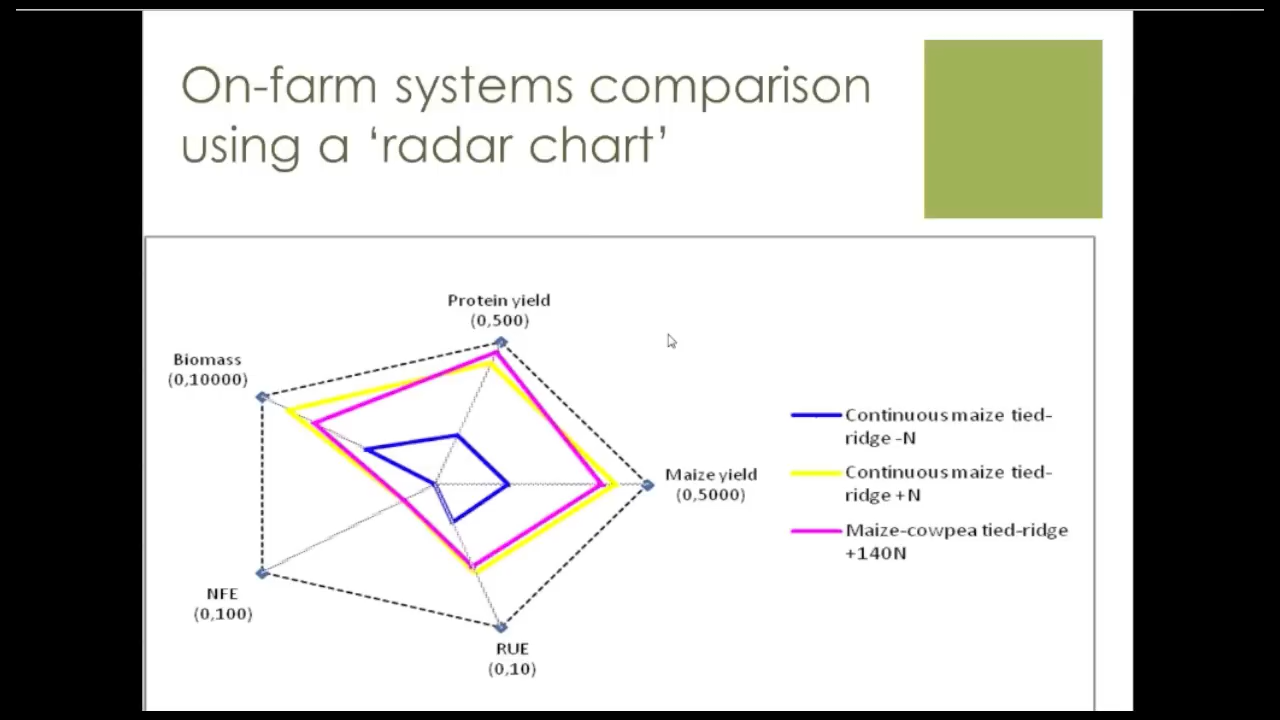 On-farm systems comparison
using a ‘radar chart’
Protein yield
(0,500)
Biomass
(0,10000)
Maize yield
(0,5000)
NFE
(0,100)
RUE
(0,10)
Continuous maize tied-
ridge -N
Continuous maize tied-
ridge +N
Maize-cowpea tied-ridge
+140N